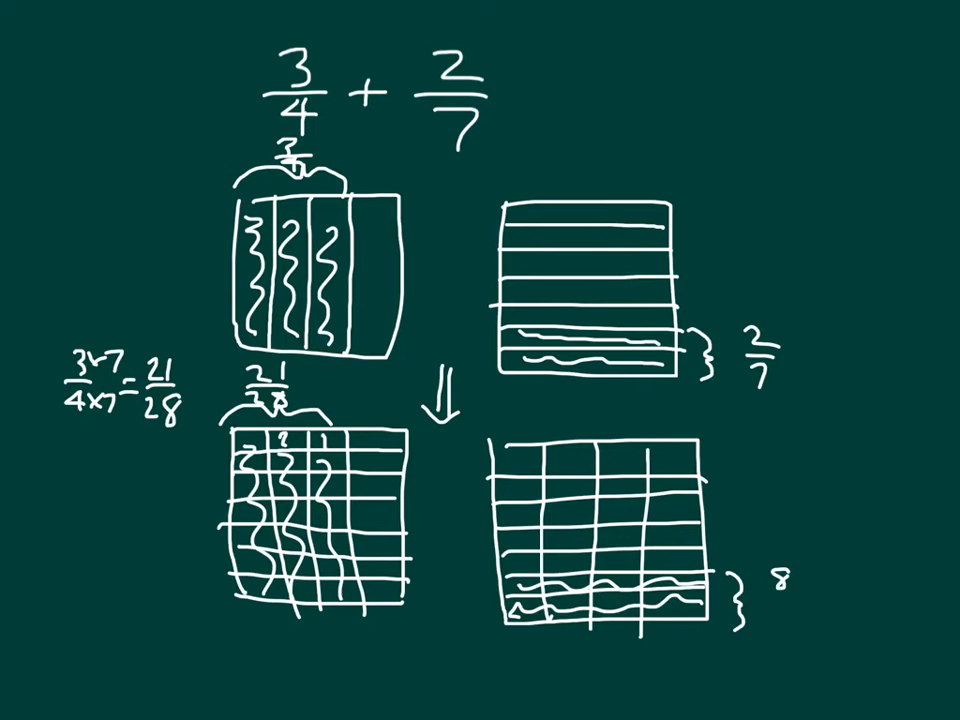 3/4 + 2/7
3/4
2/7
3×7/4×7 = 21/28
21/28
8